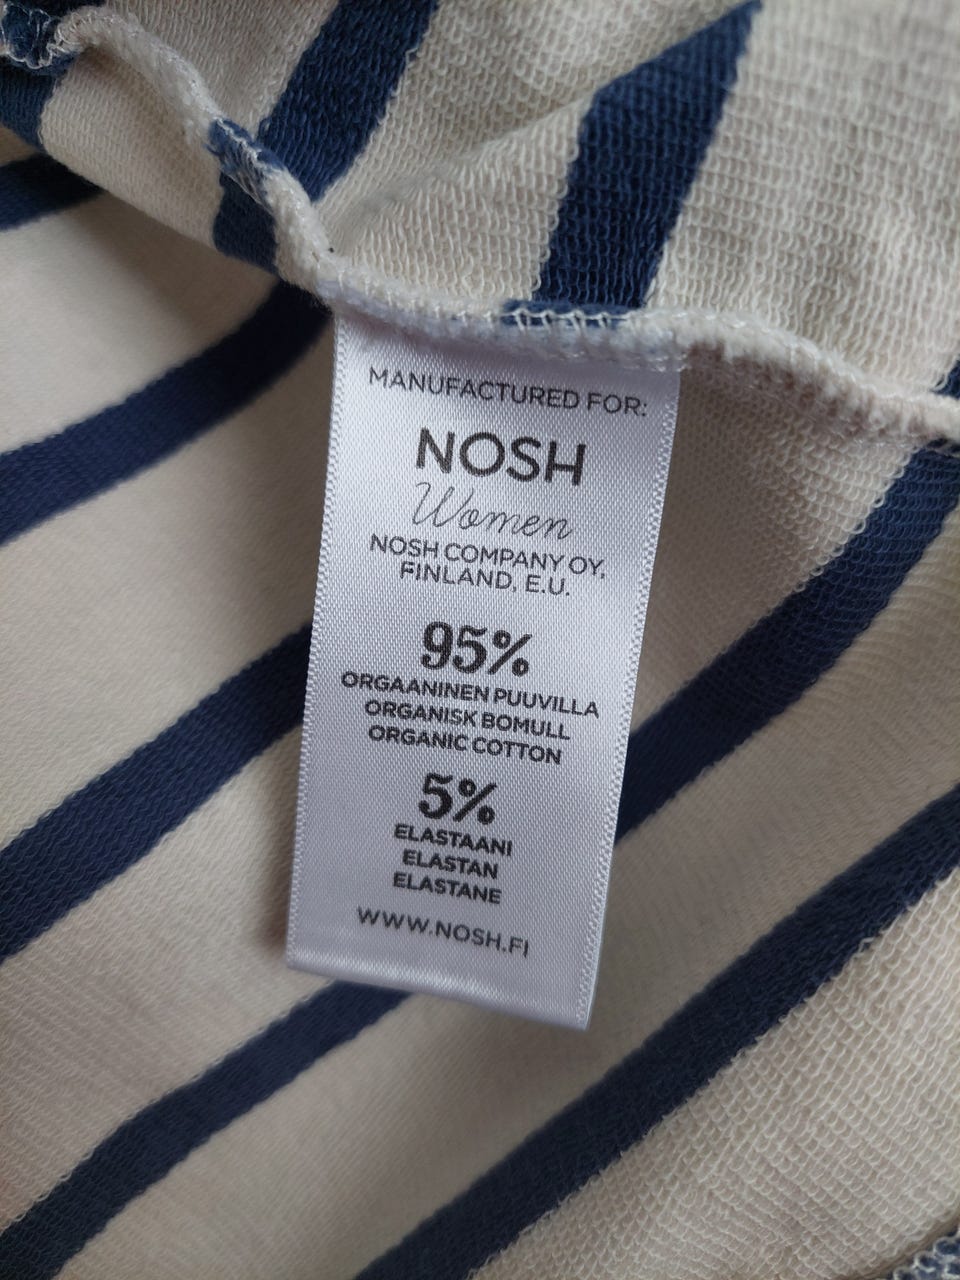 MANUFACTURED FOR:
NOSH
Women
NOSH COMPANY OY,
FINLAND, E.U.
95%
ORGAANINEN PUUVILLA
ORGANISK BOMULL
ORGANIC COTTON
5%
ELASTAANI
ELASTAN
ELASTANE
WWW.NOSH.FI